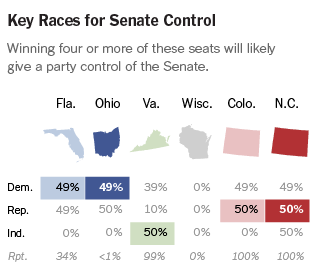 Key Races for Senate Control
Winning four or more of these seats will likely
give a party control of the Senate.
Fla. Ohio Va. Wisc. Colo. N.C.
Dem. 49% 49% 39% 0% 49% 49%
Rep. 49% 50% 10% 0% 50% 50%
Ind. 0% 0% 50% 0% 0% 50%
Rpt. 34% <1% 99% 0% 100% 100%